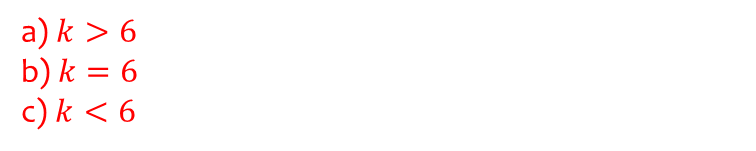 a) k > 6
b) k = 6
c) k < 6